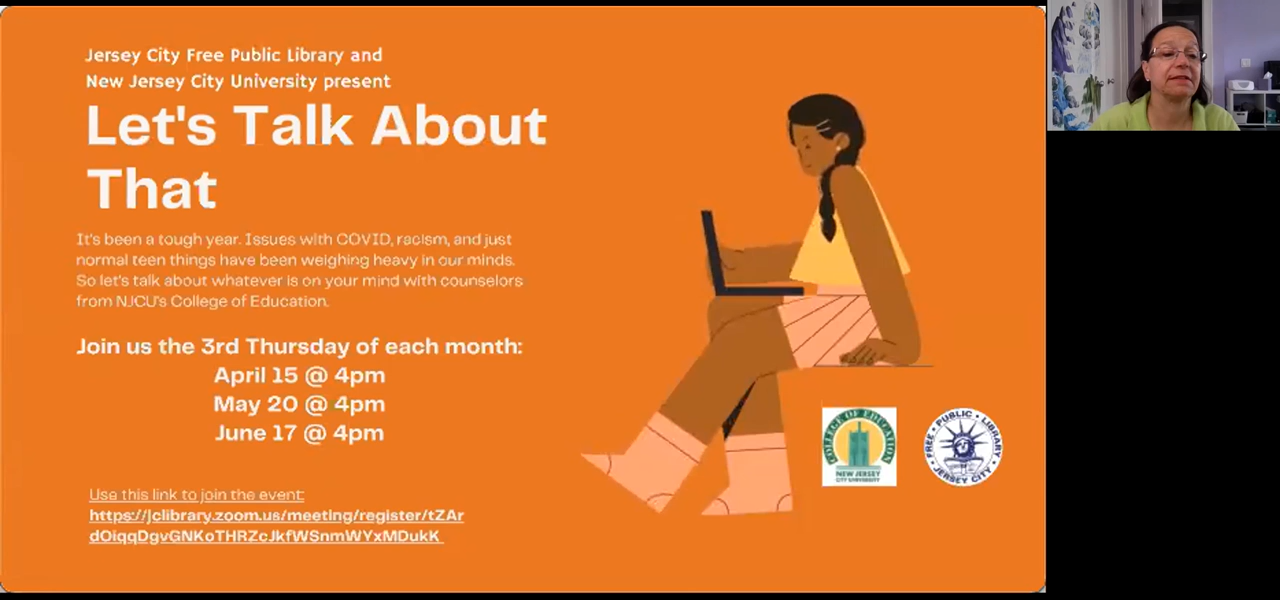 Jersey City Free Public Library and
New Jersey City University present
Let's Talk About
That
It's been a tough year. Issues with COVID, racism, and just
normal teen things have been weighing heavy in our minds.
So let's talk about whatever is on your mind with counselors
from NJCU's College of Education.
Join us the 3rd Thursday of each month:
April 15 @ 4pm
May 20 @ 4pm
June 17 @ 4pm
Use this link to join the event:
https://jclibrary.zoom.us/meeting/register/tZAr
dOiqqDgvGNKoTHRZcJkfWSnmWYxMDukK
COLLEGE OF EDUCATION
NEW JERSEY
CITY UNIVERSITY
FREE • PUBLIC • LIBRARY
JERSEY CITY